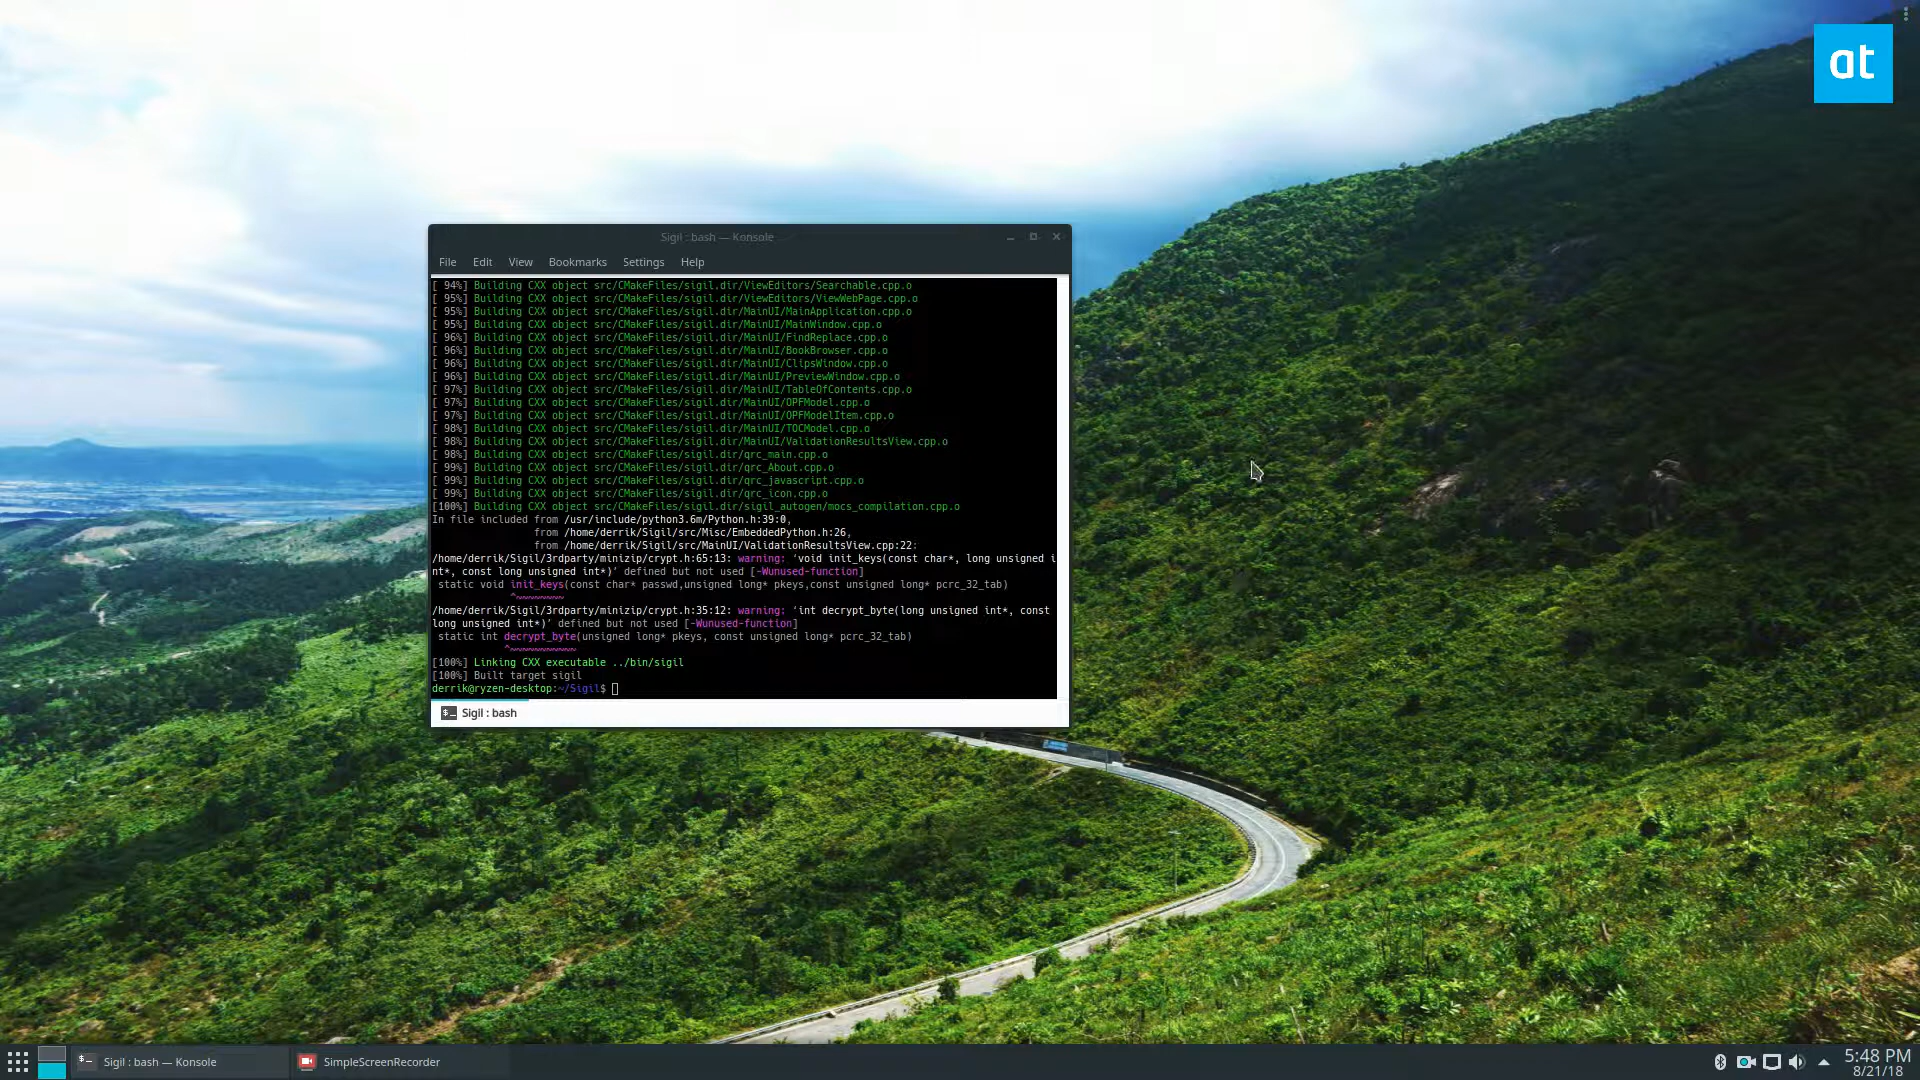 at
Sigil : bash — Konsole
File Edit View Bookmarks Settings Help
[ 94%] Building CXX object src/CMakeFiles/sigil.dir/ViewEditors/Searchable.cpp.o
[ 95%] Building CXX object src/CMakeFiles/sigil.dir/ViewEditors/ViewWebPage.cpp.o
[ 95%] Building CXX object src/CMakeFiles/sigil.dir/MainUI/MainApplication.cpp.o
[ 95%] Building CXX object src/CMakeFiles/sigil.dir/MainUI/MainWindow.cpp.o
[ 96%] Building CXX object src/CMakeFiles/sigil.dir/MainUI/FindReplace.cpp.o
[ 96%] Building CXX object src/CMakeFiles/sigil.dir/MainUI/BookBrowser.cpp.o
[ 96%] Building CXX object src/CMakeFiles/sigil.dir/MainUI/ClipsWindow.cpp.o
[ 96%] Building CXX object src/CMakeFiles/sigil.dir/MainUI/PreviewWindow.cpp.o
[ 97%] Building CXX object src/CMakeFiles/sigil.dir/MainUI/TableOfContents.cpp.o
[ 97%] Building CXX object src/CMakeFiles/sigil.dir/MainUI/OPFModel.cpp.o
[ 97%] Building CXX object src/CMakeFiles/sigil.dir/MainUI/OPFModelItem.cpp.o
[ 98%] Building CXX object src/CMakeFiles/sigil.dir/MainUI/TOCModel.cpp.o
[ 98%] Building CXX object src/CMakeFiles/sigil.dir/MainUI/ValidationResultsView.cpp.o
[ 98%] Building CXX object src/CMakeFiles/sigil.dir/qrc_main.cpp.o
[ 99%] Building CXX object src/CMakeFiles/sigil.dir/qrc_About.cpp.o
[ 99%] Building CXX object src/CMakeFiles/sigil.dir/qrc_javascript.cpp.o
[ 99%] Building CXX object src/CMakeFiles/sigil.dir/qrc_icon.cpp.o
[100%] Building CXX object src/CMakeFiles/sigil.dir/sigil_autogen/mocs_compilation.cpp.o
In file included from /usr/include/python3.6m/Python.h:39:0,
from /home/derrik/Sigil/src/Misc/EmbeddedPython.h:26,
from /home/derrik/Sigil/src/MainUI/ValidationResultsView.cpp:22:
/home/derrik/Sigil/3rdparty/minizip/crypt.h:65:13: warning: ‘void init_keys(const char*, long unsigned i
nt*, const long unsigned int*)’ defined but not used [-Wunused-function]
static void init_keys(const char* passwd,unsigned long* pkeys,const unsigned long* pcrc_32_tab)
^~~~~~~~~
/home/derrik/Sigil/3rdparty/minizip/crypt.h:35:12: warning: ‘int decrypt_byte(long unsigned int*, const
long unsigned int*)’ defined but not used [-Wunused-function]
static int decrypt_byte(unsigned long* pkeys, const unsigned long* pcrc_32_tab)
^~~~~~~~~~~~
[100%] Linking CXX executable ../bin/sigil
[100%] Built target sigil
derrik@ryzen-desktop:~/Sigil$
Sigil : bash
Sigil : bash — Konsole SimpleScreenRecorder 5:48 PM
8/21/18